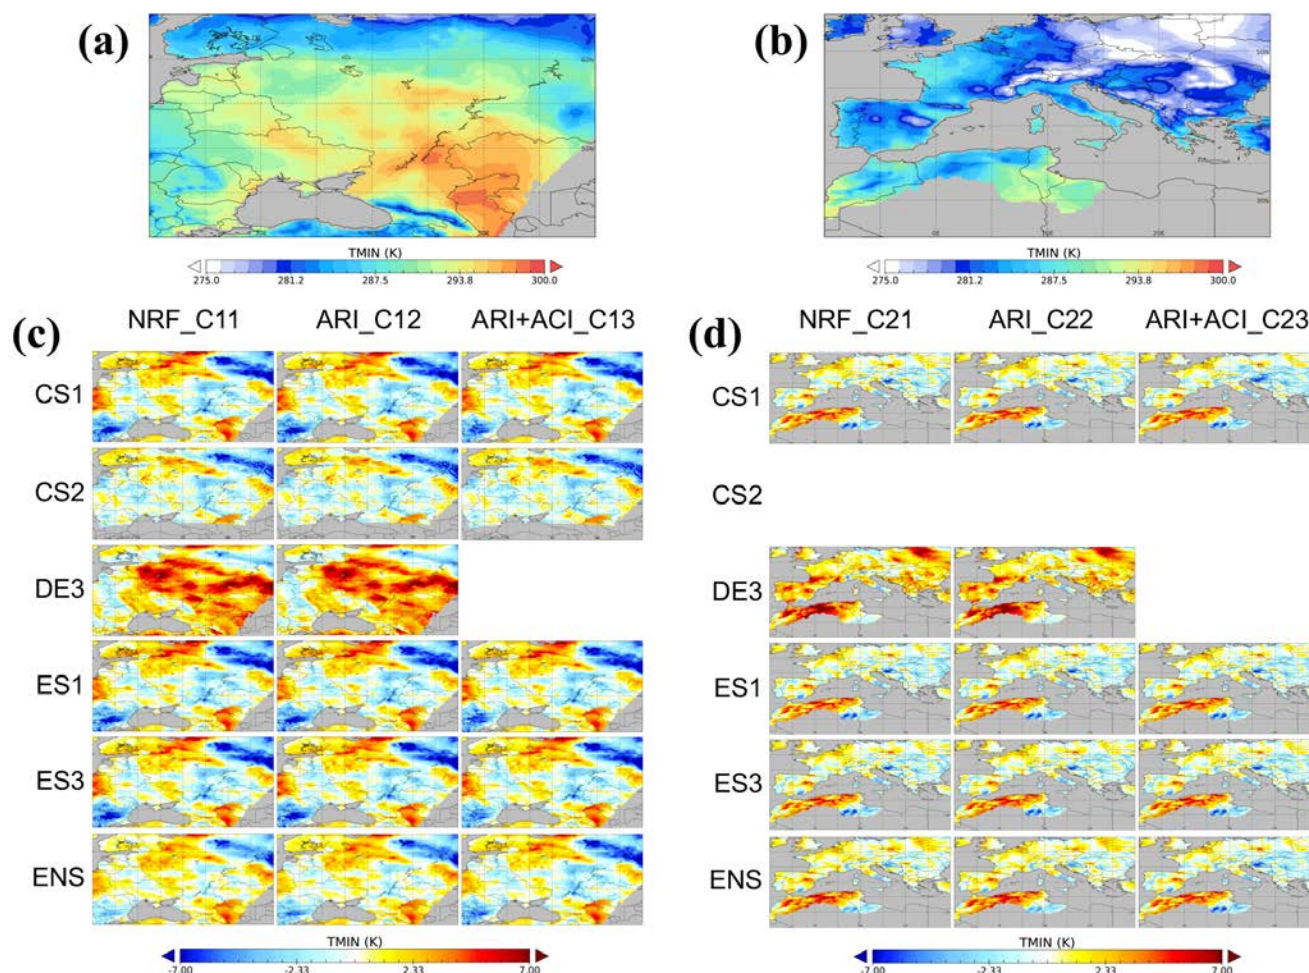 (a)
(b)
TMIN (K)
275.0 281.2 287.5 293.8 300.0
TMIN (K)
275.0 281.2 287.5 293.8 300.0
(c)
NRF_C11 ARI_C12 ARI+ACI_C13
CS1
CS2
DE3
ES1
ES3
ENS
TMIN (K)
-7.00 -2.33 2.33 7.00
(d)
NRF_C21 ARI_C22 ARI+ACI_C23
CS1
CS2
DE3
ES1
ES3
ENS
TMIN (K)
-7.00 -2.33 2.33 7.00